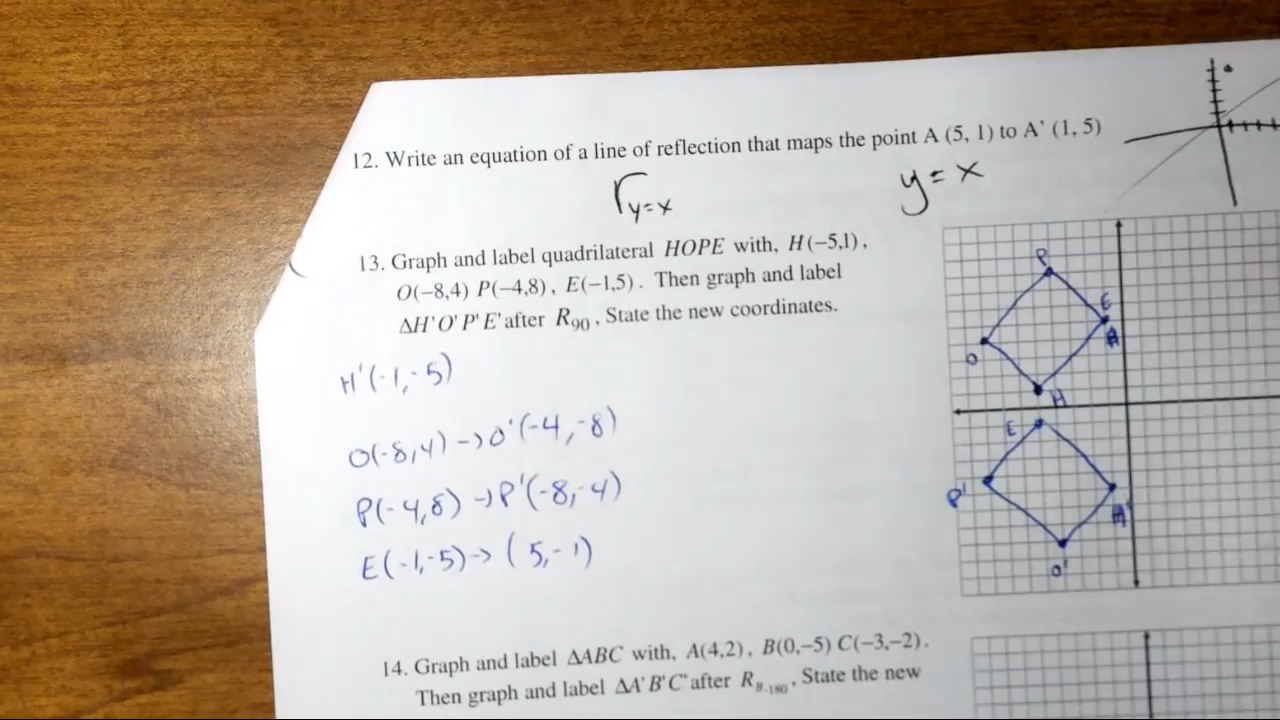 12. Write an equation of a line of reflection that maps the point A (5, 1) to A' (1, 5)
r y=x
y = x
13. Graph and label quadrilateral HOPE with, H(−5,1),
O(−8,4) P(−4,8), E(−1,5). Then graph and label
ΔH'O'P'E' after R90, State the new coordinates.
H'(-1,-5)
O(-8,4) -> O'(-4,-8)
P(-4,8) -> P'(-8,-4)
E(-1,-5) -> (5,-1)
P
E
O
H
E
P'
H'
O'
14. Graph and label ΔABC with, A(4,2), B(0,−5) C(−3,−2).
Then graph and label ΔA'B'C' after RB,180, State the new